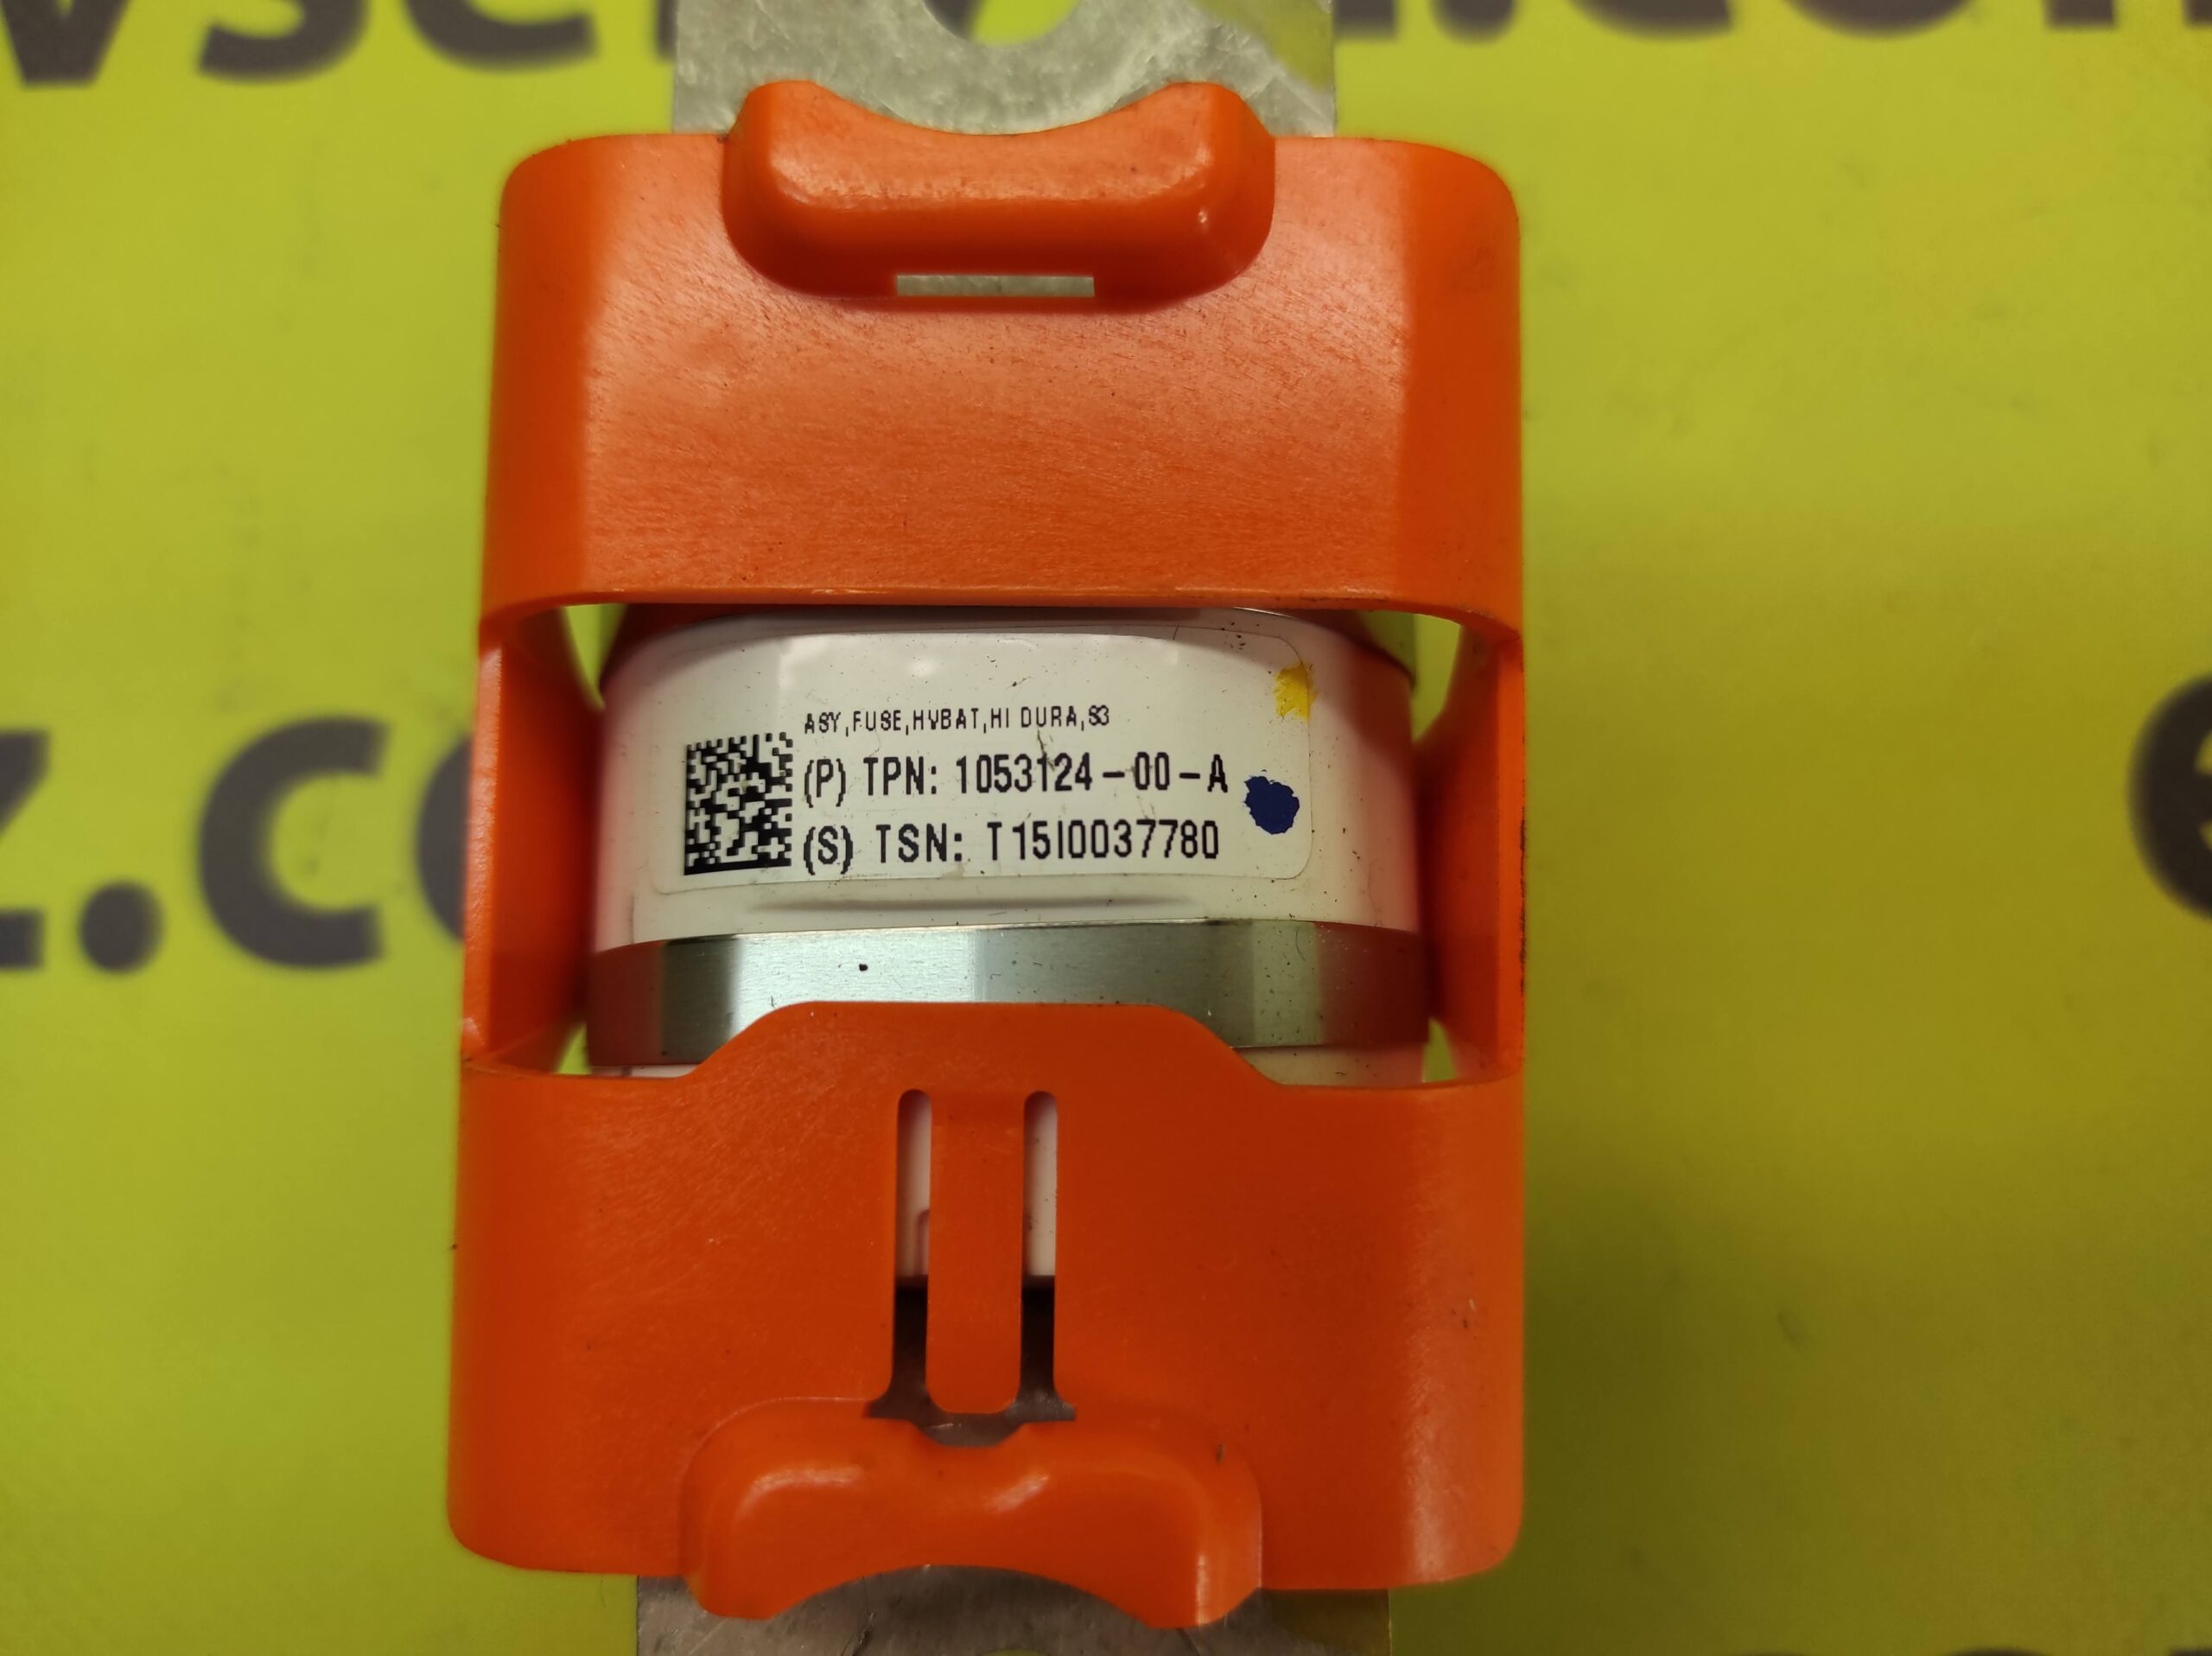 ASY,FUSE,HVBAT,HI DURA,S3
(P) TPN: 1053124-00-A
(S) TSN: T15I0037780